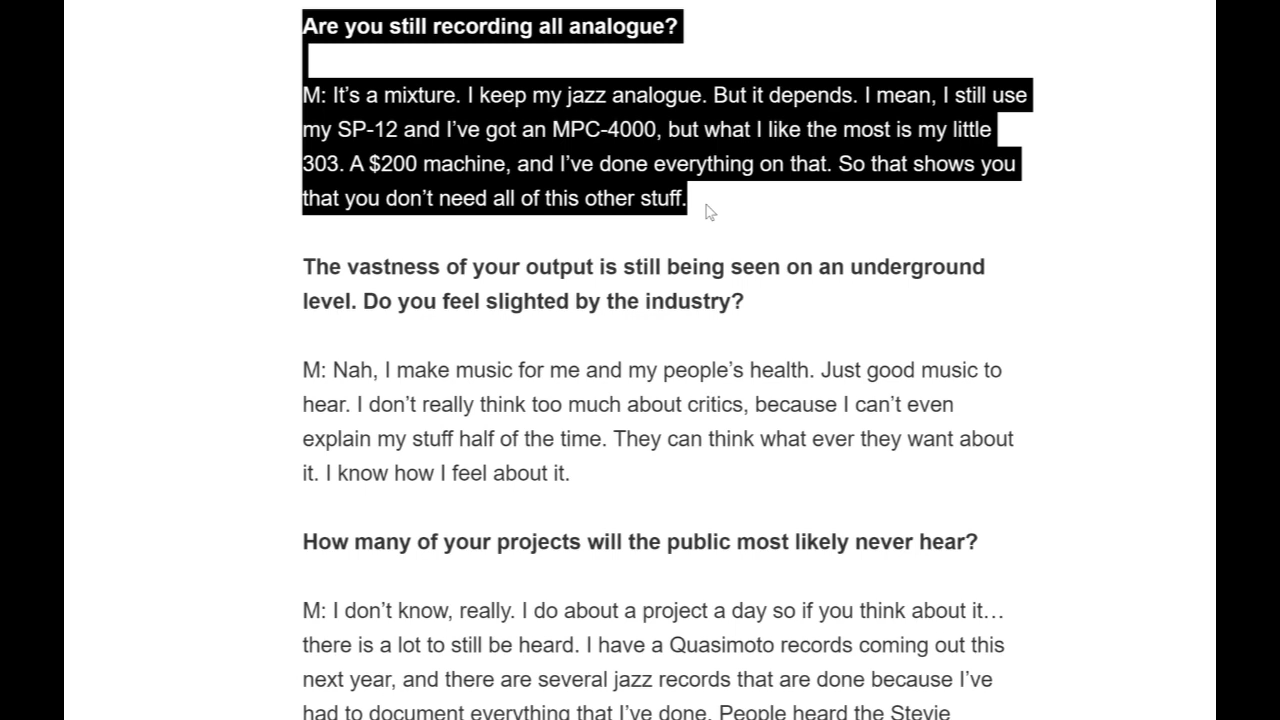 Are you still recording all analogue?
M: It’s a mixture. I keep my jazz analogue. But it depends. I mean, I still use
my SP-12 and I’ve got an MPC-4000, but what I like the most is my little
303. A $200 machine, and I’ve done everything on that. So that shows you
that you don’t need all of this other stuff.
The vastness of your output is still being seen on an underground
level. Do you feel slighted by the industry?
M: Nah, I make music for me and my people’s health. Just good music to
hear. I don’t really think too much about critics, because I can’t even
explain my stuff half of the time. They can think what ever they want about
it. I know how I feel about it.
How many of your projects will the public most likely never hear?
M: I don’t know, really. I do about a project a day so if you think about it…
there is a lot to still be heard. I have a Quasimoto records coming out this
next year, and there are several jazz records that are done because I’ve
had to document everything that I’ve done. People heard the Stevie